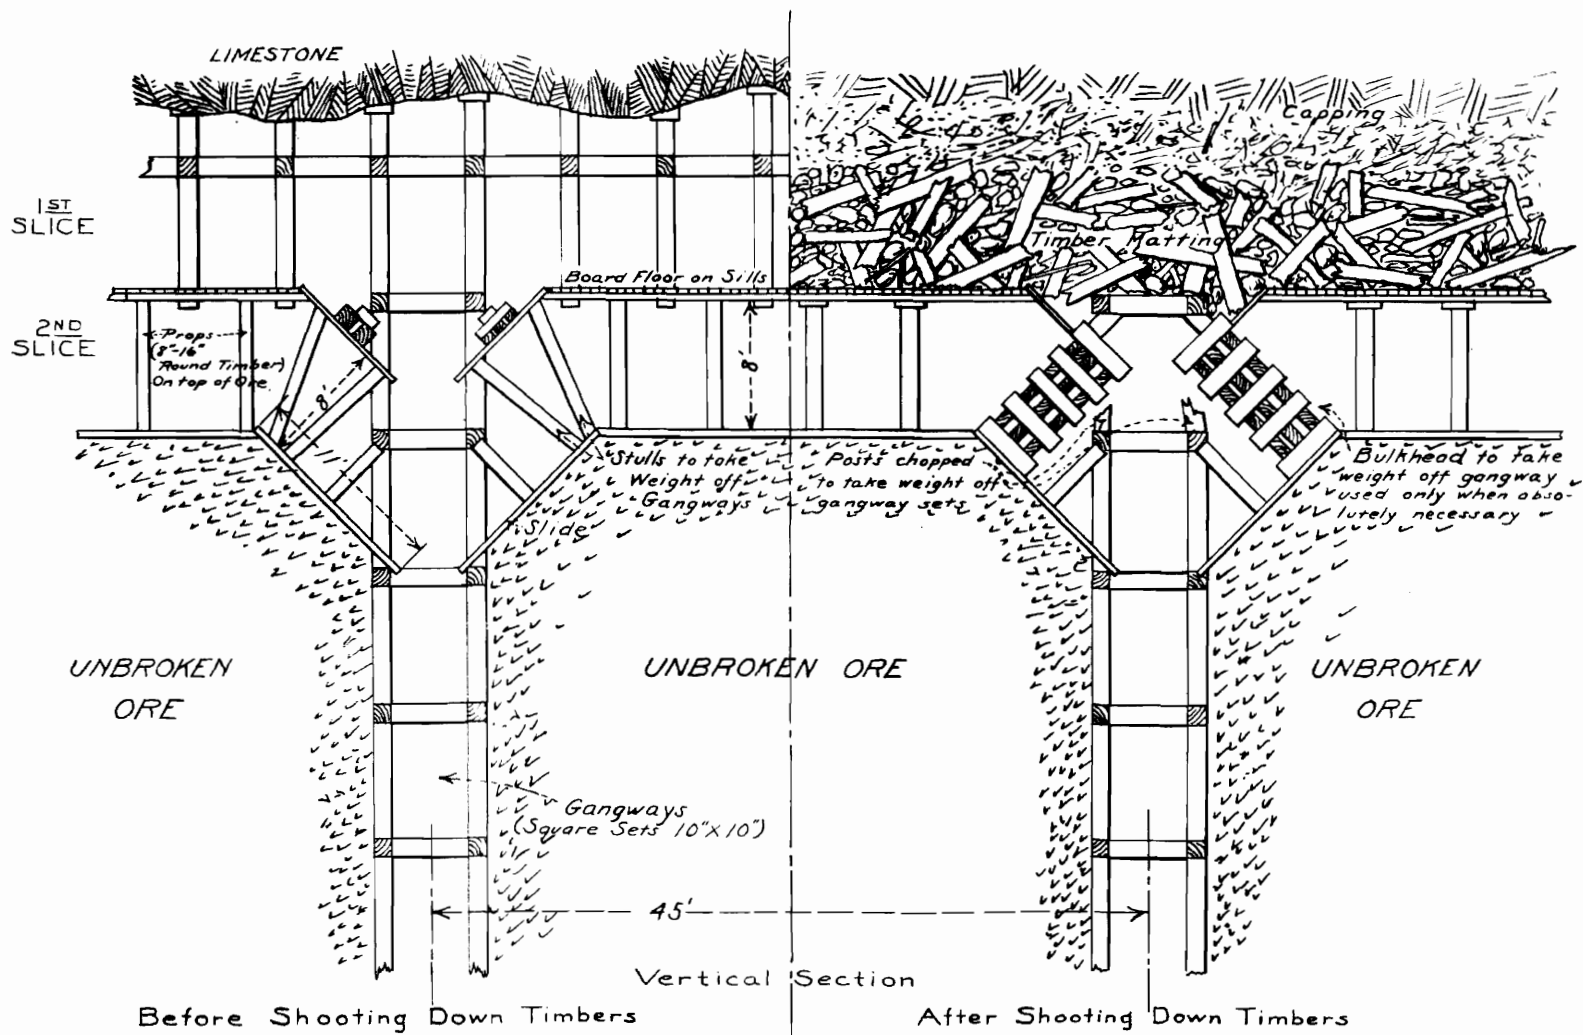 LIMESTONE
Capping
1ST
SLICE
Timber Matting
Board Floor on Sills
2ND
SLICE
Props
(8"-16"
Round Timber)
On top of Ore
8'
8'
Stulls to take
Weight off
Gangways
Slide
Posts chopped
to take weight off
gangway sets
Bulkhead to take
weight off gangway
used only when abso-
lutely necessary
UNBROKEN
ORE
UNBROKEN ORE
UNBROKEN
ORE
Gangways
(Square Sets 10"X10")
45'
Vertical Section
Before Shooting Down Timbers
After Shooting Down Timbers